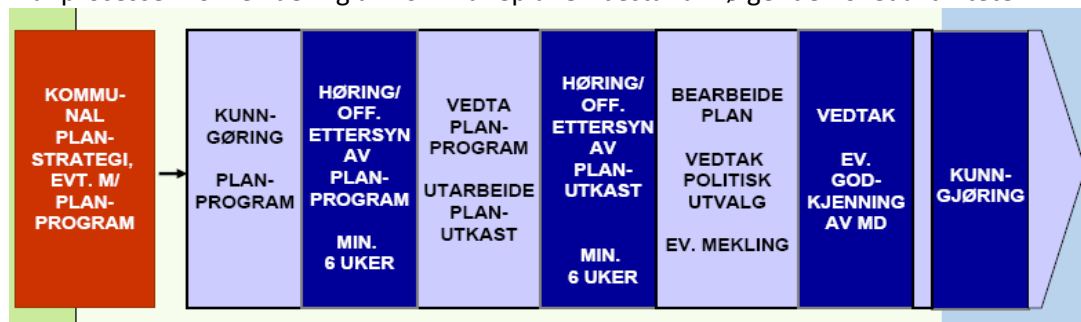 KOMMU-
NAL
PLAN-
STRATEGI,
EVT. M/
PLAN-
PROGRAM
KUNN-
GØRING
PLAN-
PROGRAM
HØRING/
OFF.
ETTERSYN
AV
PLAN-
PROGRAM
MIN.
6 UKER
VEDTA
PLAN-
PROGRAM
UTARBEIDE
PLAN-
UTKAST
HØRING/
OFF.
ETTERSYN
AV
PLAN-
UTKAST
MIN.
6 UKER
BEARBEIDE
PLAN
VEDTAK
POLITISK
UTVALG
EV. MEKLING
VEDTAK
EV.
GOD-
KJENNING
AV MD
KUNN-
GJØRING